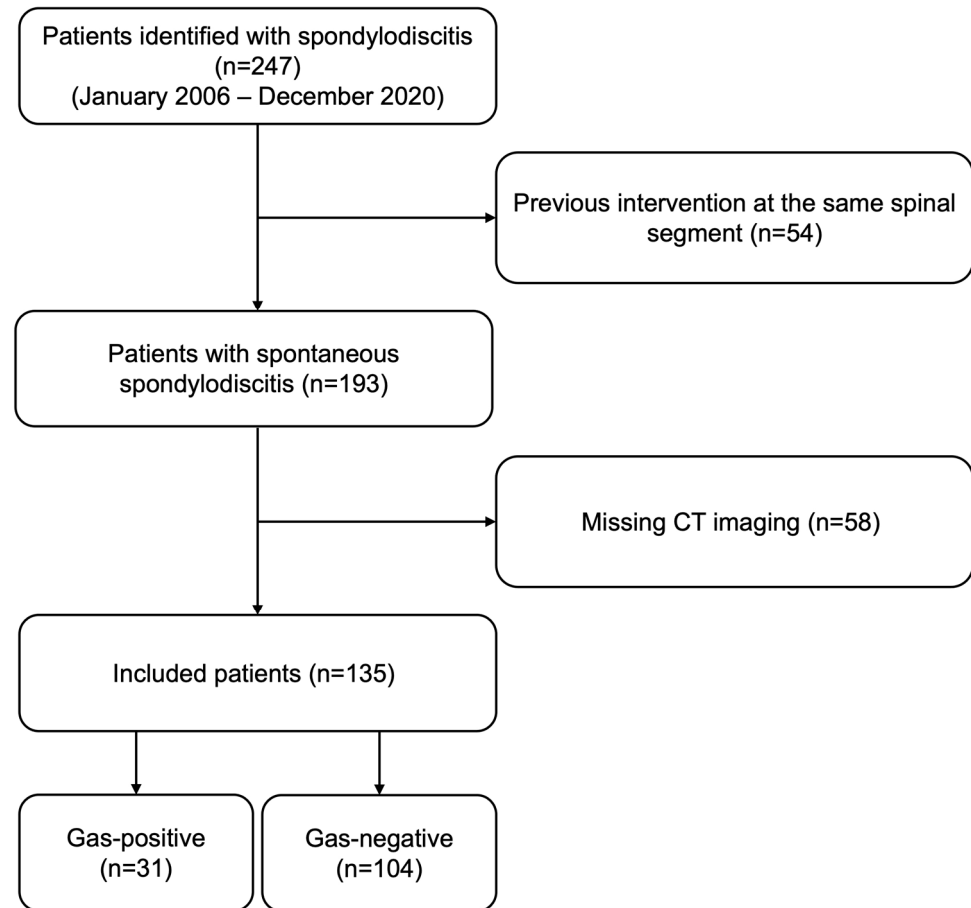 Patients identified with spondylodiscitis
(n=247)
(January 2006 – December 2020)
Previous intervention at the same spinal
segment (n=54)
Patients with spontaneous
spondylodiscitis (n=193)
Missing CT imaging (n=58)
Included patients (n=135)
Gas-positive
(n=31)
Gas-negative
(n=104)